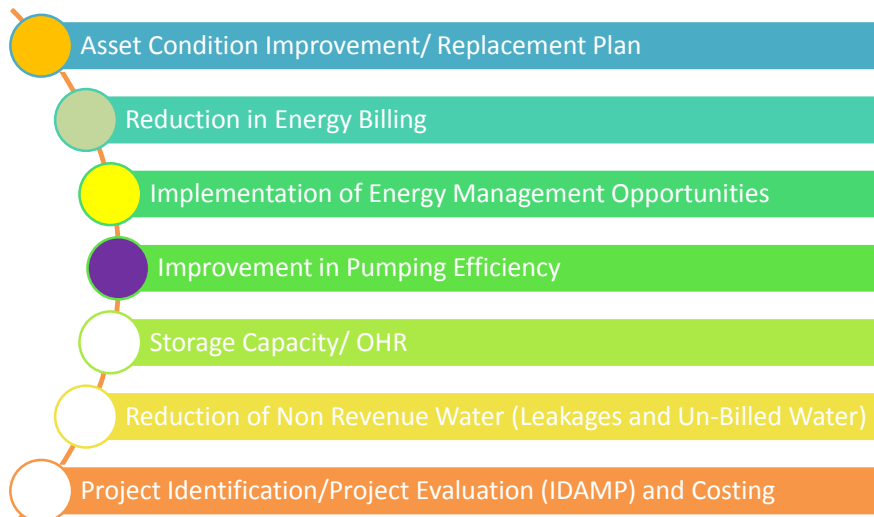 Asset Condition Improvement/ Replacement Plan
Reduction in Energy Billing
Implementation of Energy Management Opportunities
Improvement in Pumping Efficiency
Storage Capacity/ OHR
Reduction of Non Revenue Water (Leakages and Un-Billed Water)
Project Identification/Project Evaluation (IDAMP) and Costing